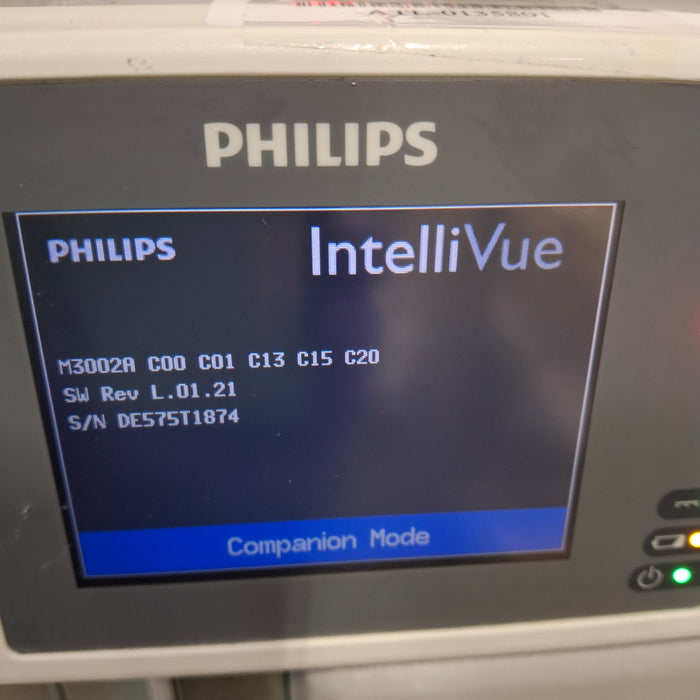 PHILIPS
PHILIPS IntelliVue
M3002A C00 C01 C13 C15 C20
SW Rev L.01.21
S/N DE575T1874
Companion Mode